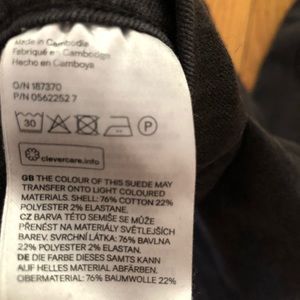 Made in Cambodia
Fabriqué en Cambodge
Hecho en Camboya
O/N 187370
P/N 0562252 7
30
P
clevercare.info
GB THE COLOUR OF THIS SUEDE MAY
TRANSFER ONTO LIGHT COLOURED
MATERIALS. SHELL: 76% COTTON 22%
POLYESTER 2% ELASTANE.
CZ BARVA TÉTO SEMIŠE SE MŮŽE
PŘENÉST NA MATERIÁLY SVĚTLEJŠÍCH
BAREV. SVRCHNÍ LÁTKA: 76% BAVLNA
22% POLYESTER 2% ELASTAN.
DE DIE FARBE DIESES SAMTS KANN
AUF HELLE MATERIALIEN ABFÄRBEN.
OBERMATERIAL: 76% BAUMWOLLE 22%